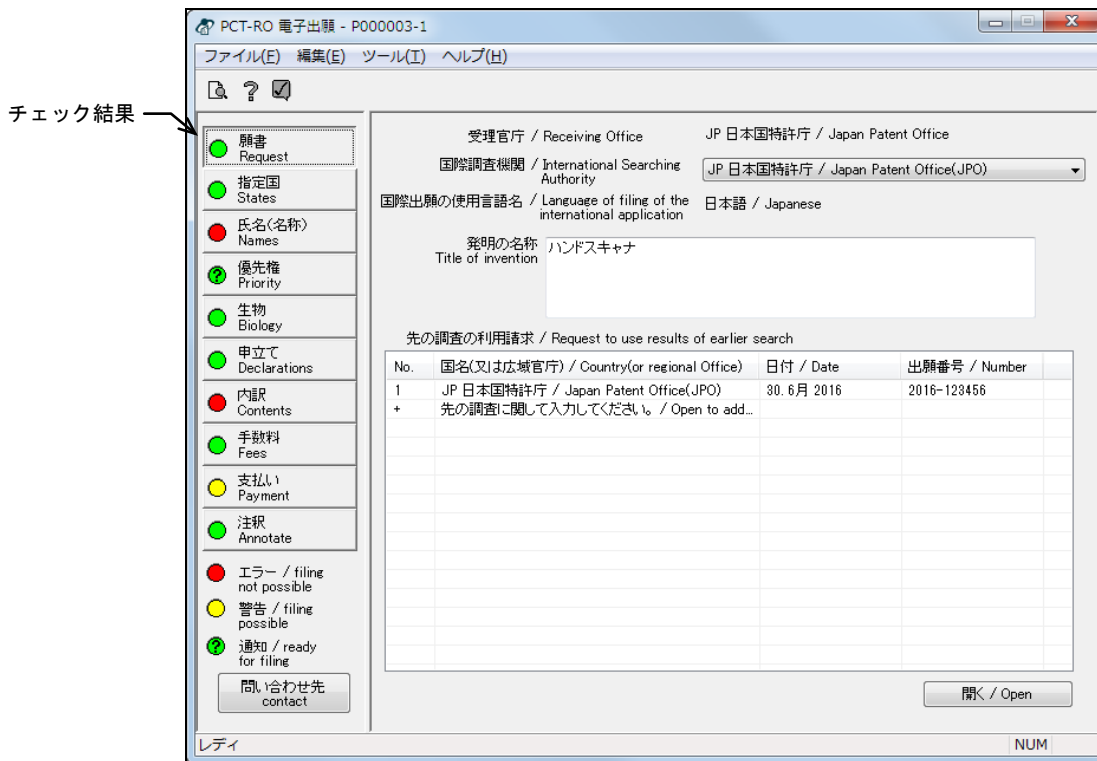 PCT-RO 電子出願 - P000003-1
ファイル(F) 編集(E) ツール(T) ヘルプ(H)
チェック結果
願書
Request
指定国
States
氏名(名称)
Names
優先権
Priority
生物
Biology
申立て
Declarations
内訳
Contents
手数料
Fees
支払い
Payment
注釈
Annotate
エラー / filing
not possible
警告 / filing
possible
通知 / ready
for filing
問い合わせ先
contact
受理官庁 / Receiving Office JP 日本国特許庁 / Japan Patent Office
国際調査機関 / International Searching
Authority
JP 日本国特許庁 / Japan Patent Office(JPO)
国際出願の使用言語名 / Language of filing of the
international application
日本語 / Japanese
発明の名称
Title of invention
ハンドスキャナ
先の調査の利用請求 / Request to use results of earlier search
No. 国名(又は広域官庁) / Country(or regional Office) 日付 / Date 出願番号 / Number
1 JP 日本国特許庁 / Japan Patent Office(JPO) 30. 6月 2016 2016-123456
+ 先の調査に関して入力してください。 / Open to add...
開く / Open
レディ NUM